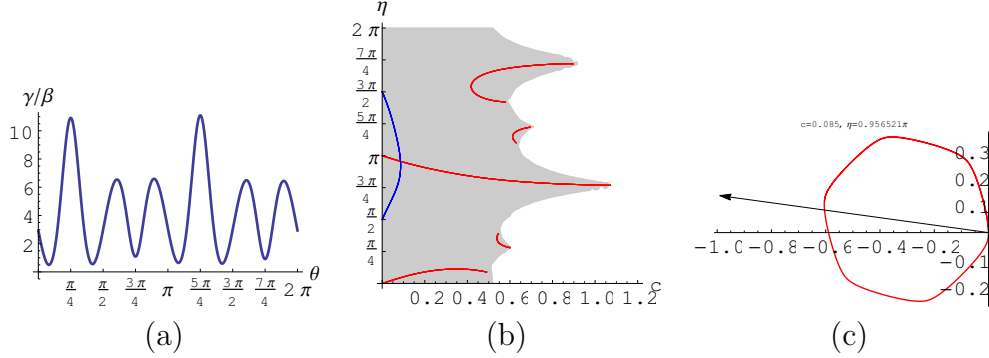 γ/β
10
8
6
4
2
π/4 π/2 3π/4 π 5π/4 3π/2 7π/4 2π
θ
(a)
η
2π
7π/4
3π/2
5π/4
π
3π/4
π/2
π/4
0.2 0.4 0.6 0.8 1.0 1.2
c
(b)
c=0.085, η=0.956521π
0.3
0.2
0.1
-1.0 -0.8 -0.6 -0.4 -0.2
-0.1
-0.2
(c)